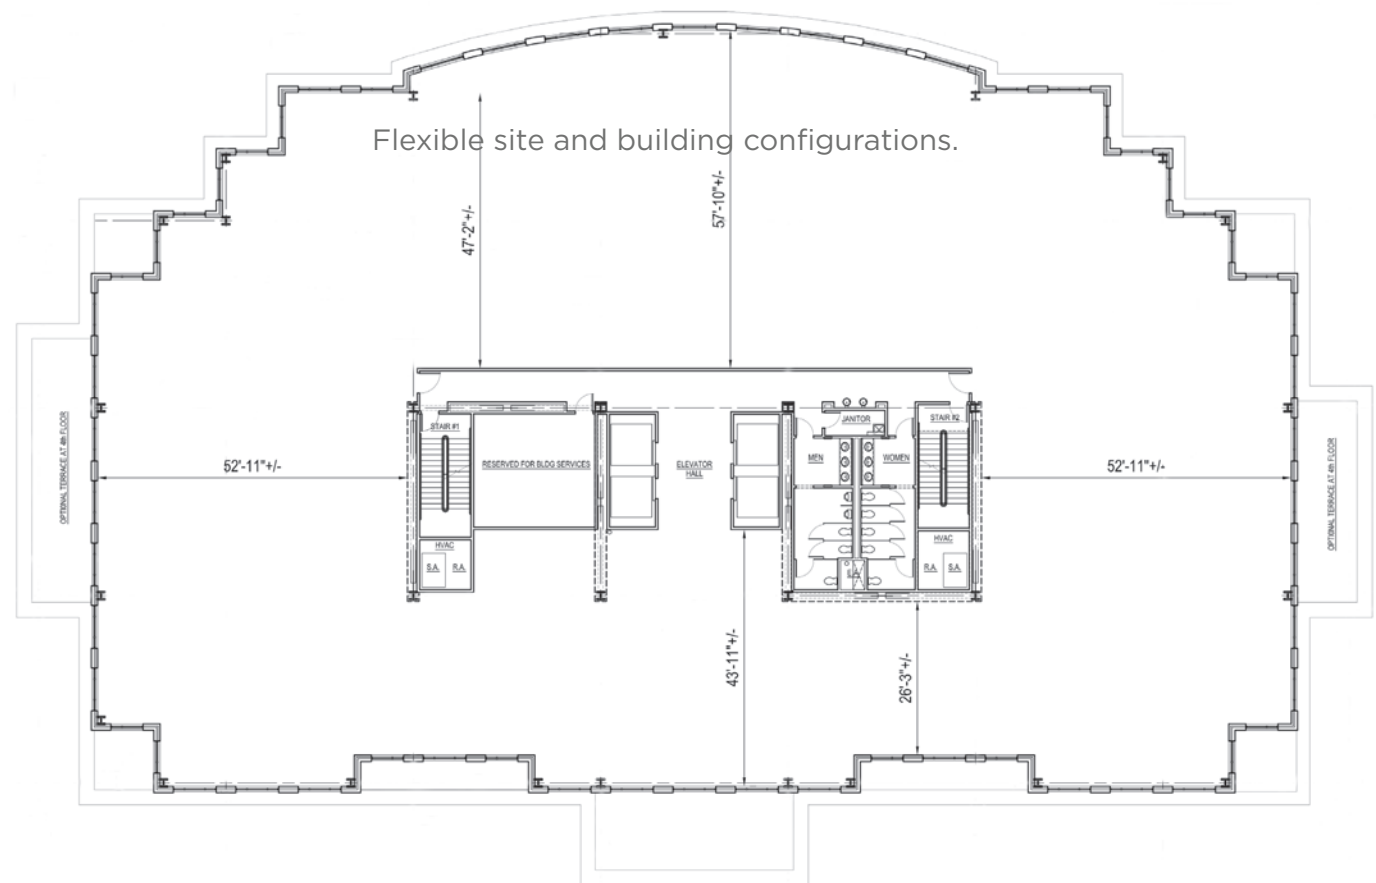 Flexible site and building configurations.
47'-2"+/-
57'-10"+/-
STAIR #1
RESERVED FOR BLDG SERVICES
ELEVATOR
HALL
JANITOR
STAIR #2
MEN
WOMEN
52'-11"+/-
52'-11"+/-
OPTIONAL TERRACE AT 4th FLOOR
OPTIONAL TERRACE AT 4th FLOOR
HVAC
S.A.
R.A.
HVAC
R.A.
S.A.
43'-11"+/-
26'-3"+/-